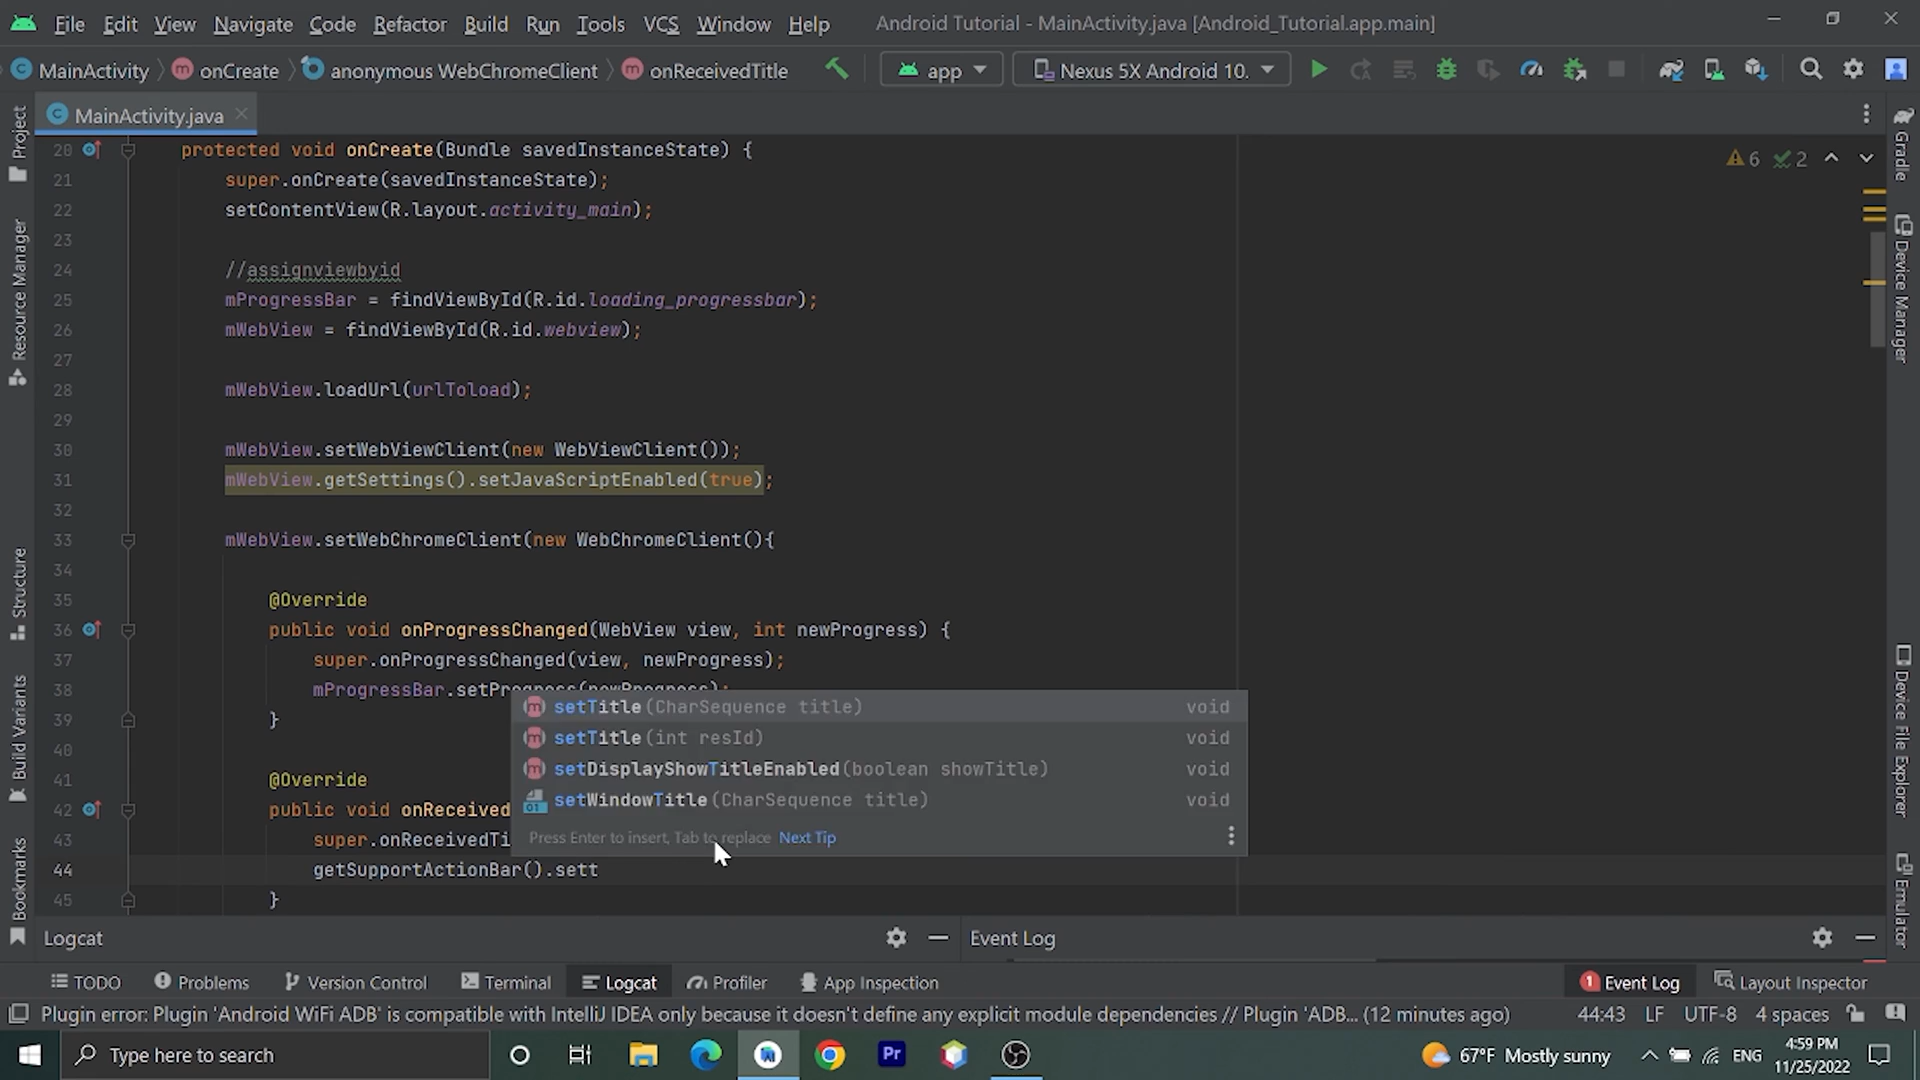 File Edit View Navigate Code Refactor Build Run Tools VCS Window Help Android Tutorial - MainActivity.java [Android_Tutorial.app.main]
MainActivity onCreate anonymous WebChromeClient onReceivedTitle app Nexus 5X Android 10.
MainActivity.java
20 protected void onCreate(Bundle savedInstanceState) {
6 2
21 super.onCreate(savedInstanceState);
22 setContentView(R.layout.activity_main);
23
24 //assignviewbyid
25 mProgressBar = findViewById(R.id.loading_progressbar);
26 mWebView = findViewById(R.id.webview);
27
28 mWebView.loadUrl(urlToload);
29
30 mWebView.setWebViewClient(new WebViewClient());
31 mWebView.getSettings().setJavaScriptEnabled(true);
32
33 mWebView.setWebChromeClient(new WebChromeClient(){
34
35 @Override
36 public void onProgressChanged(WebView view, int newProgress) {
37 super.onProgressChanged(view, newProgress);
38 mProgressBar.setProgress(newProgress);
39 }
40
41 @Override
42 public void onReceived
43 super.onReceivedTi
44 getSupportActionBar().sett
45 }
setTitle(CharSequence title) void
setTitle(int resId) void
setDisplayShowTitleEnabled(boolean showTitle) void
setWindowTitle(CharSequence title) void
Press Enter to insert, Tab to replace Next Tip
Project
Resource Manager
Structure
Build Variants
Bookmarks
Gradle
Device Manager
Device File Explorer
Emulator
Logcat
Event Log
TODO Problems Version Control Terminal Logcat Profiler App Inspection 1 Event Log Layout Inspector
Plugin error: Plugin 'Android WiFi ADB' is compatible with IntelliJ IDEA only because it doesn't define any explicit module dependencies // Plugin 'ADB... (12 minutes ago) 44:43 LF UTF-8 4 spaces
Type here to search
Pr
67°F Mostly sunny
ENG
4:59 PM
11/25/2022